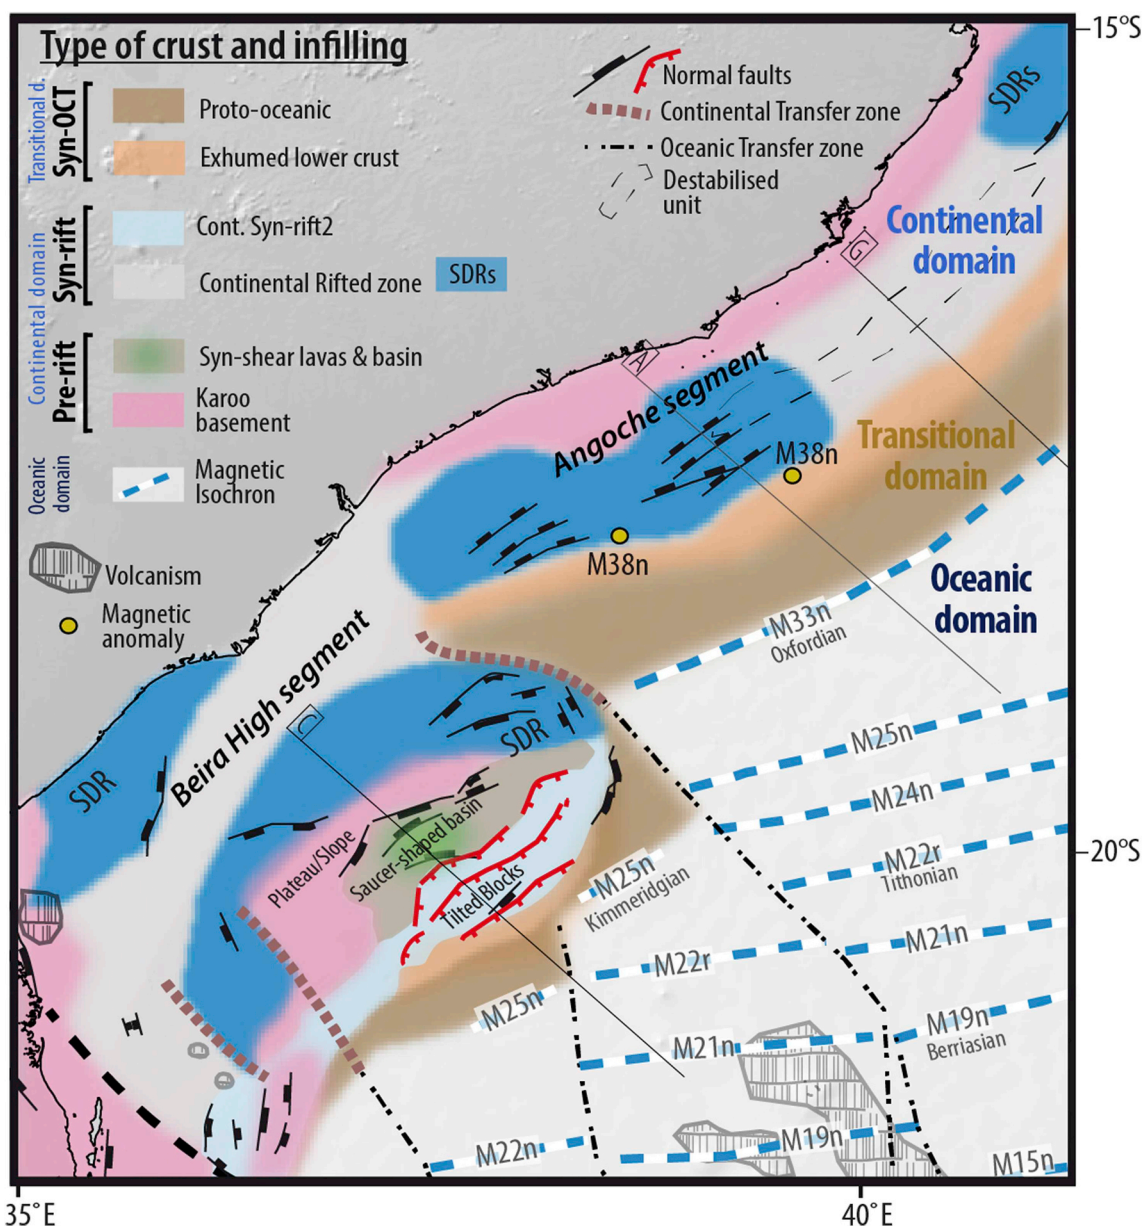 Type of crust and infilling
Transitional d.
Syn-OCT
Proto-oceanic
Exhumed lower crust
Continental domain
Syn-rift
Cont. Syn-rift2
Continental Rifted zone
SDRs
Pre-rift
Syn-shear lavas & basin
Karoo
basement
Oceanic
domain
Magnetic
Isochron
Volcanism
Magnetic
anomaly
Normal faults
Continental Transfer zone
Oceanic Transfer zone
Destabilised
unit
15°S
SDRs
Continental
domain
G
A
Angoche segment
Transitional
domain
M38n
M38n
Oceanic
domain
M33n
Oxfordian
Beira High segment
C
SDR
SDR
M25n
M24n
M22r
Tithonian
20°S
Plateau/Slope
Saucer-shaped basin
Tilted Blocks
M25n
Kimmeridgian
M21n
M22r
M25n
M19n
Berriasian
M21n
D
D
M19n
M22n
M15n
35°E
40°E